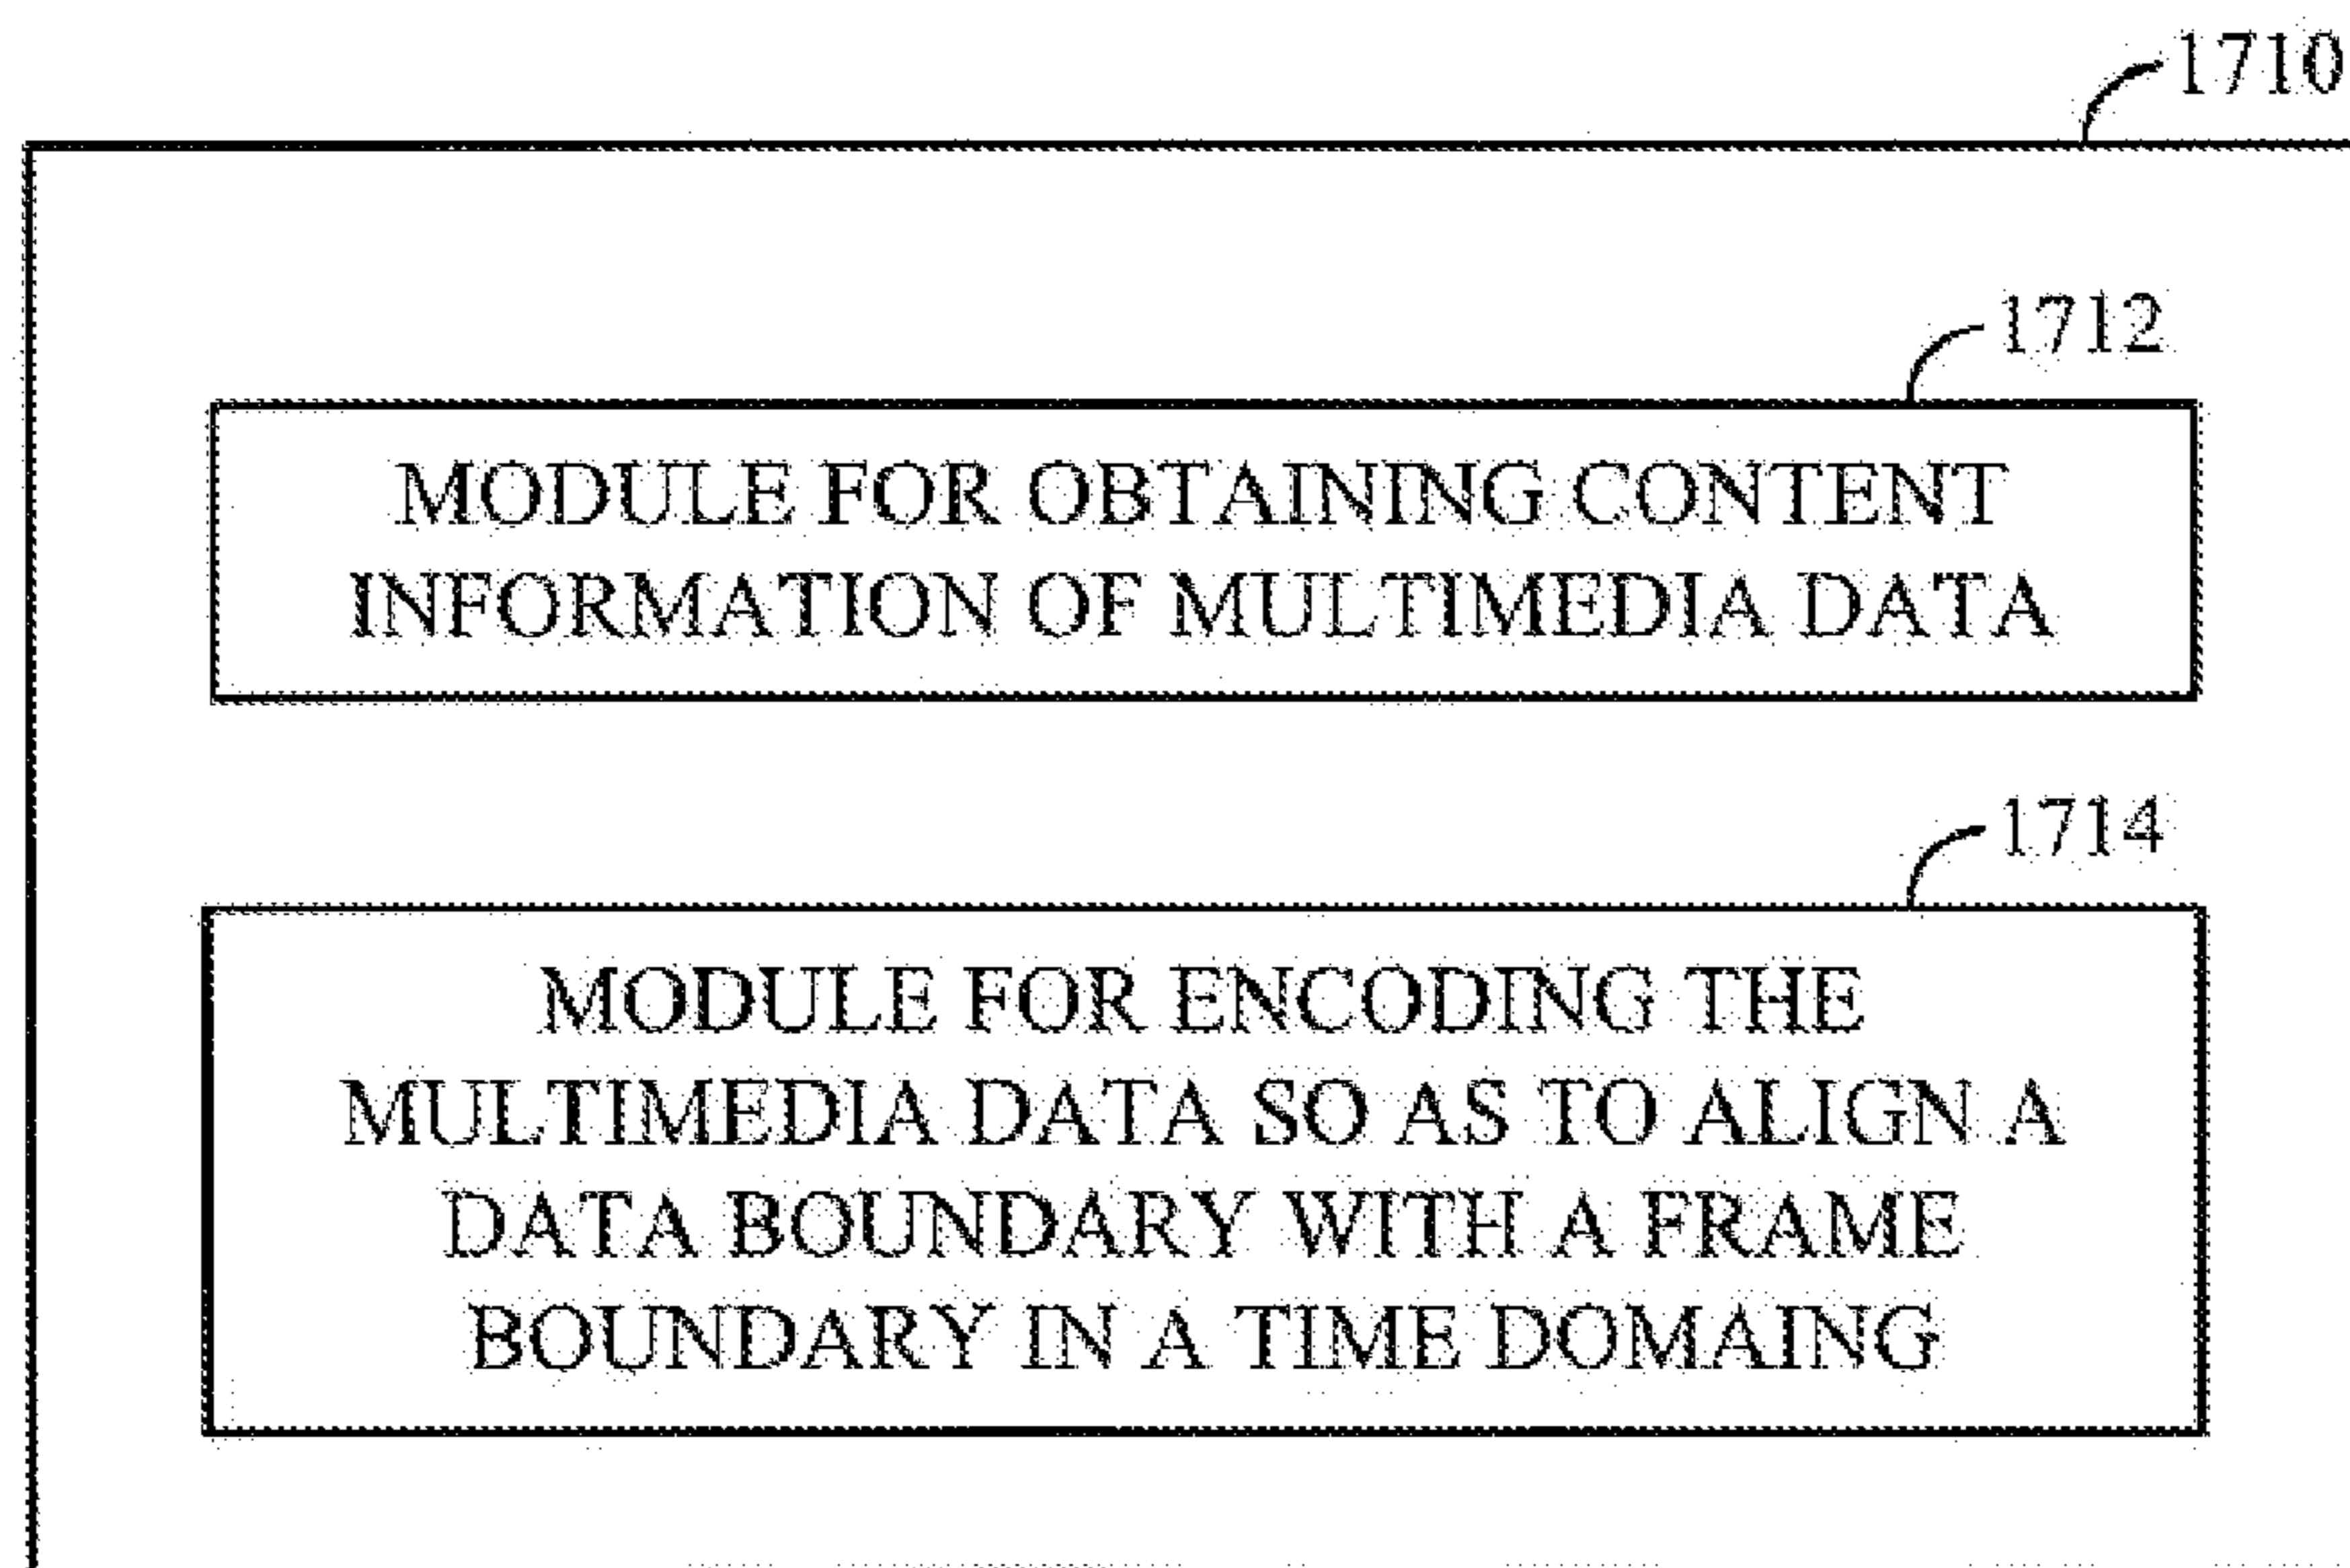 1710
1712
MODULE FOR OBTAINING CONTENT
INFORMATION OF MULTIMEDIA DATA
1714
MODULE FOR ENCODING THE
MULTIMEDIA DATA SO AS TO ALIGN A
DATA BOUNDARY WITH A FRAME
BOUNDARY IN A TIME DOMAING